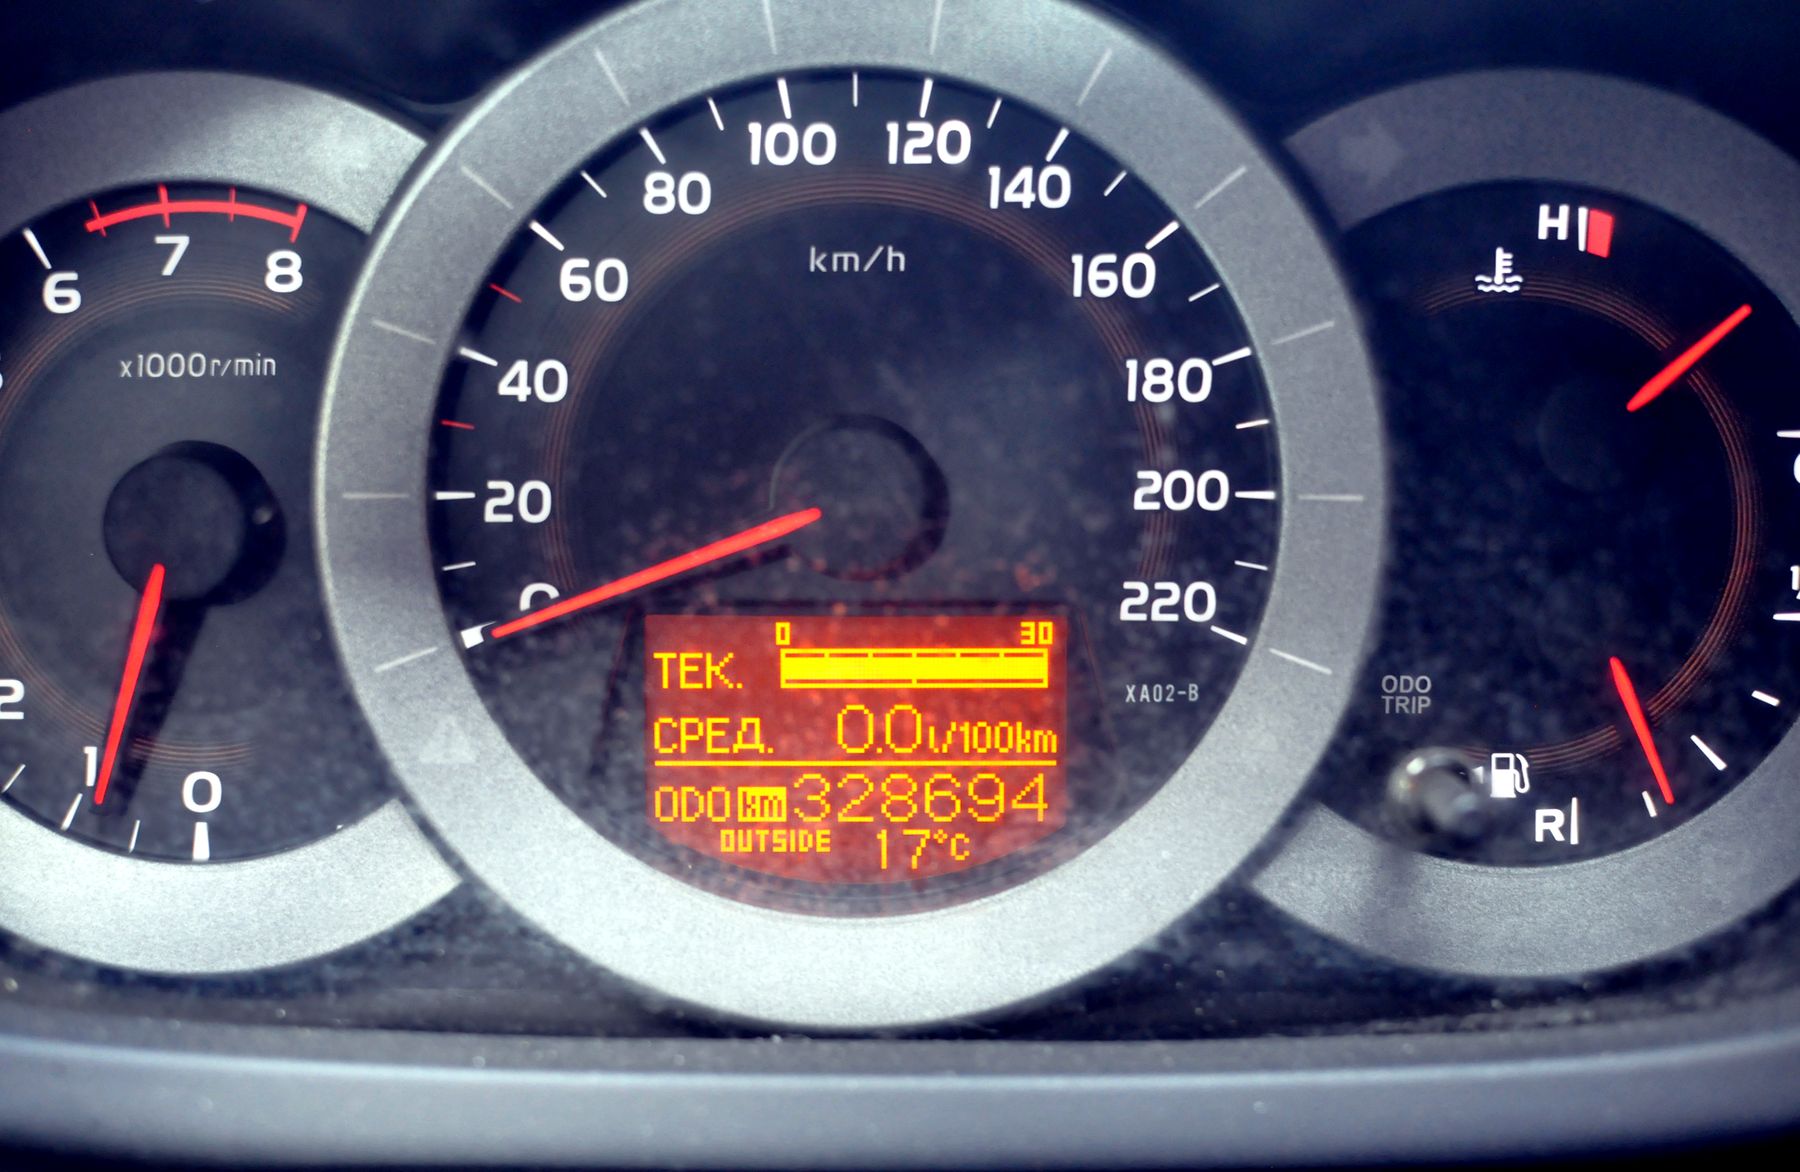 6
7
8
x1000r/min
2
1
0
0
20
40
60
80
100
120
140
160
180
200
220
km/h
0 30
ТЕК.
СРЕД. 0.0 l/100km
ODO km 328694
OUTSIDE 17°C
XA02-B
H
ODO
TRIP
R